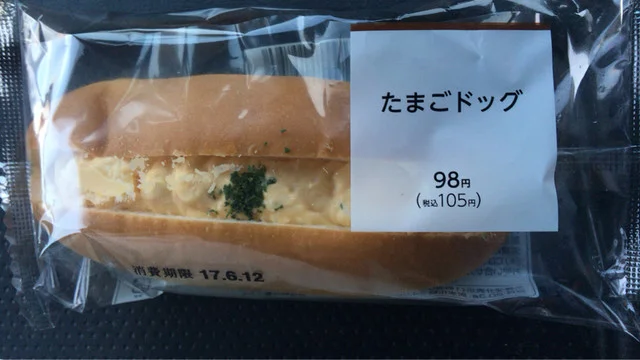 たまごドッグ
98円
(税込105円)
消費期限 17.6.12